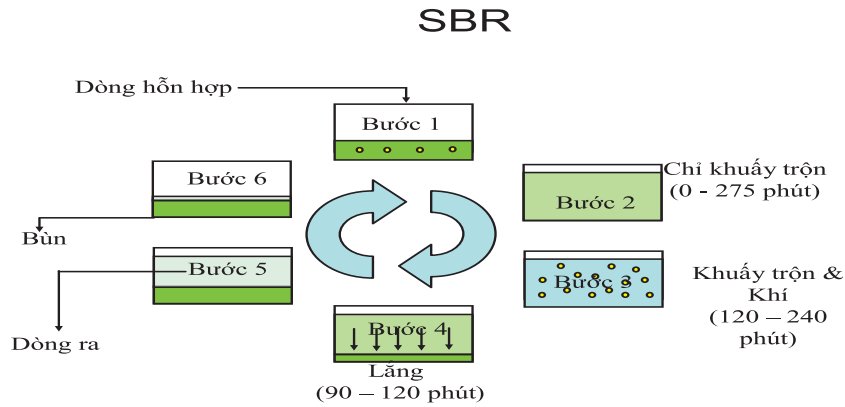 SBR
Dòng hỗn hợp
Bước 1
Bước 6
Chỉ khuấy trộn
(0 - 275 phút)
Bước 2
Bùn
Bước 5
Bước 3
Khuấy trộn &
Khí
(120 – 240
phút)
Dòng ra
Bước 4
Lắng
(90 – 120 phút)